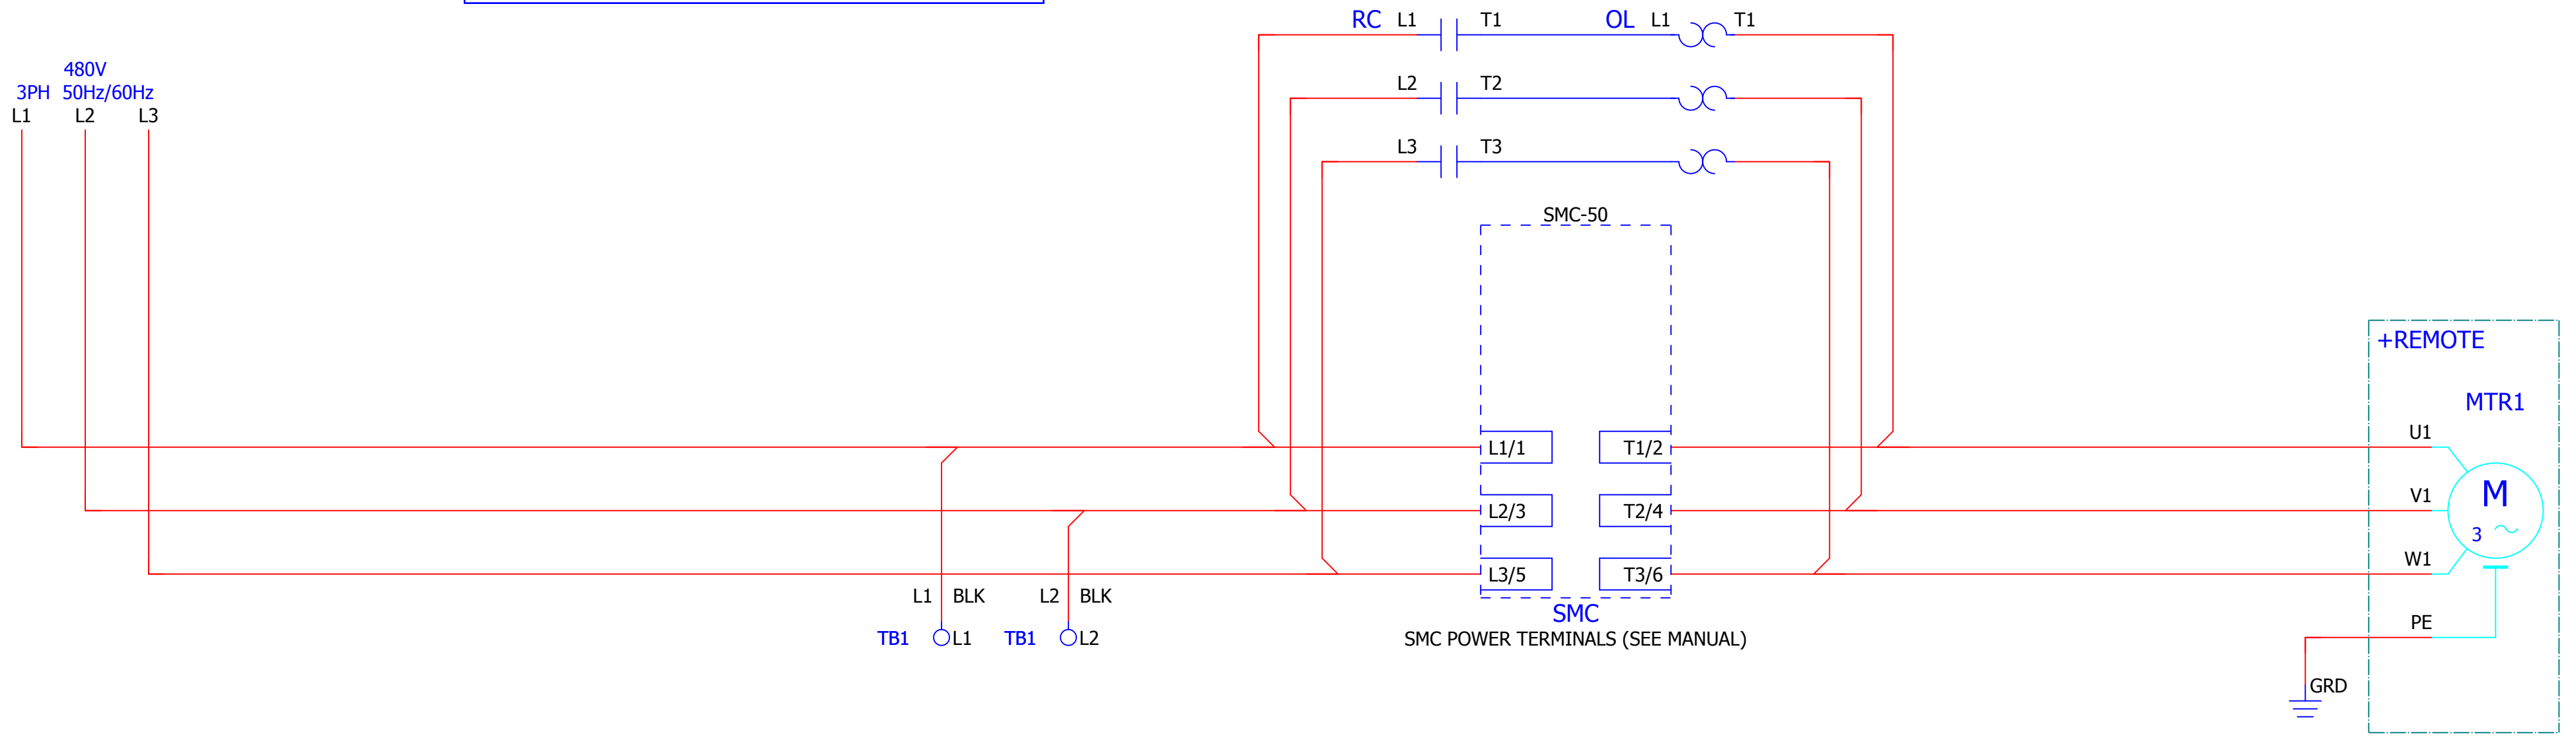 RC L1 T1 OL L1 T1
480V
L2 T2
3PH 50Hz/60Hz
L1 L2 L3
L3 T3
SMC-50
+REMOTE
MTR1
U1
L1/1 T1/2
V1
M
L2/3 T2/4
3
W1
L3/5 T3/6
L1 BLK L2 BLK
SMC
PE
TB1 L1 TB1 L2
SMC POWER TERMINALS (SEE MANUAL)
GRD